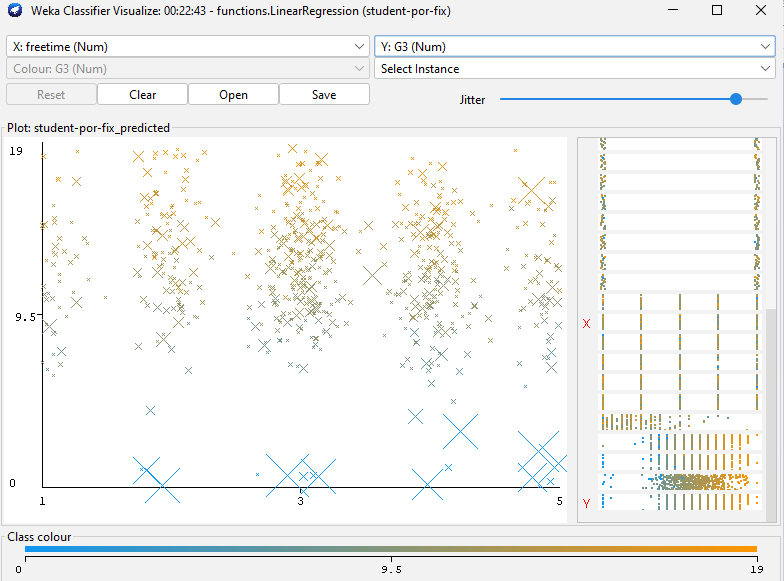 Weka Classifier Visualize: 00:22:43 - functions.LinearRegression (student-por-fix)
X: freetime (Num)
Y: G3 (Num)
Colour: G3 (Num)
Select Instance
Reset
Clear
Open
Save
Jitter
Plot: student-por-fix_predicted
19
9.5
0
1
3
5
X
Y
Class colour
0
9.5
19